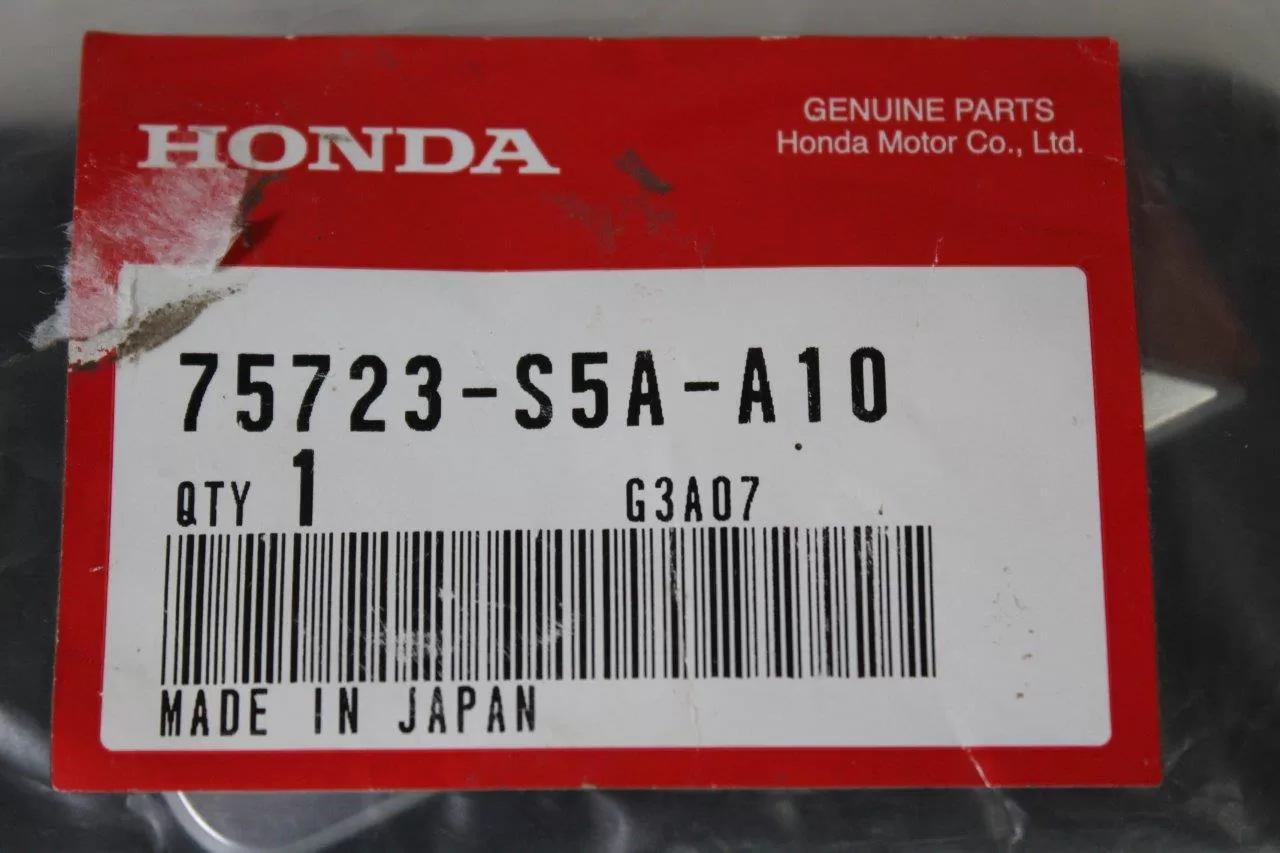 HONDA
GENUINE PARTS
Honda Motor Co., Ltd.
75723-S5A-A10
QTY 1 G3A07
MADE IN JAPAN